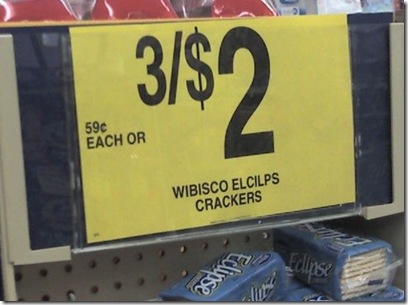 3/$2
59¢
EACH OR
WIBISCO ELCILPS
CRACKERS
Eclipse
Eclipse